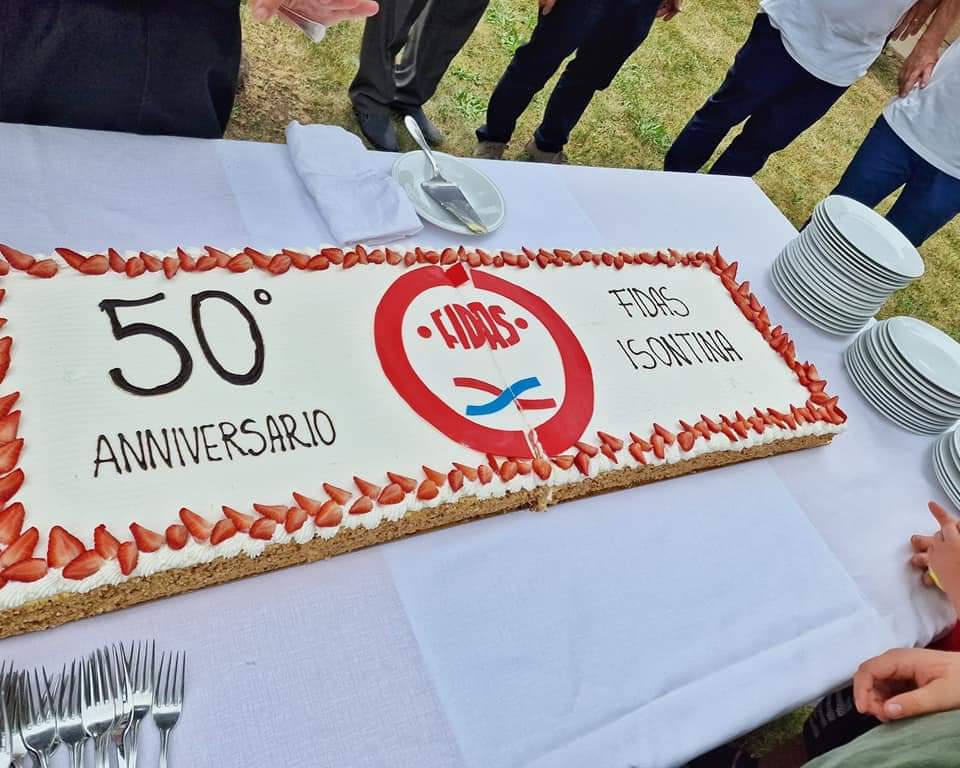 50°
ANNIVERSARIO
•FIDAS•
FIDAS
ISONTINA